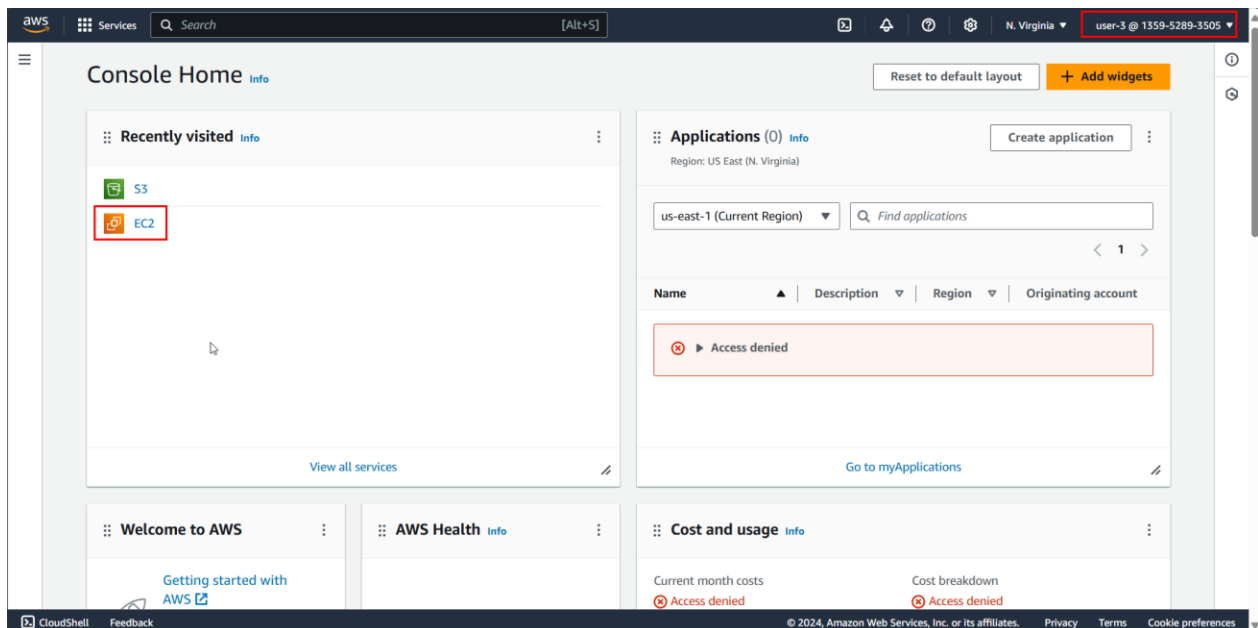 aws
Services
Search
[Alt+S]
N. Virginia
user-3 @ 1359-5289-3505
Console Home Info
Reset to default layout
+ Add widgets
Recently visited Info
S3
EC2
View all services
Applications (0) Info
Region: US East (N. Virginia)
Create application
us-east-1 (Current Region)
Find applications
1
Name
Description
Region
Originating account
Access denied
Go to myApplications
Welcome to AWS
Getting started with
AWS
AWS Health Info
Cost and usage Info
Current month costs
Access denied
Cost breakdown
Access denied
CloudShell
Feedback
© 2024, Amazon Web Services, Inc. or its affiliates.
Privacy
Terms
Cookie preferences